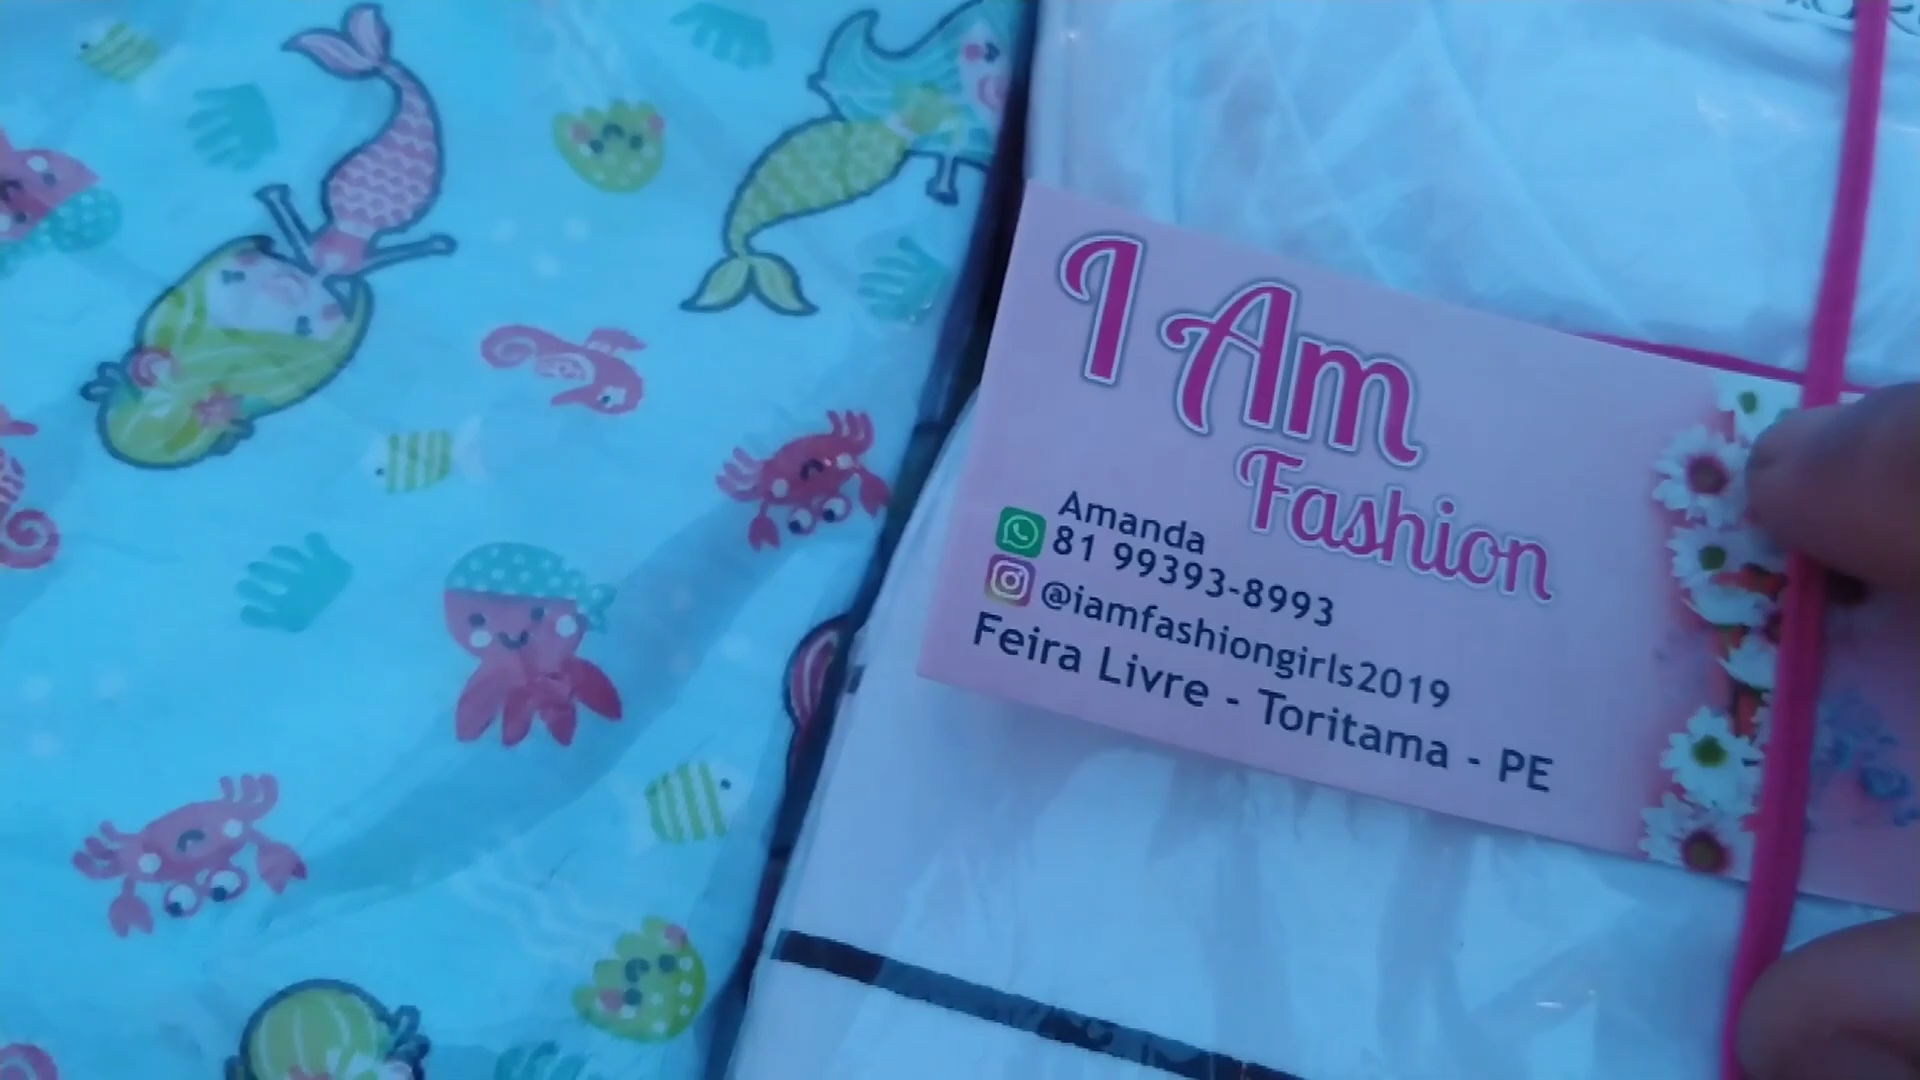 I Am
Fashion
Amanda
81 99393-8993
@iamfashiongirls2019
Feira Livre - Toritama - PE